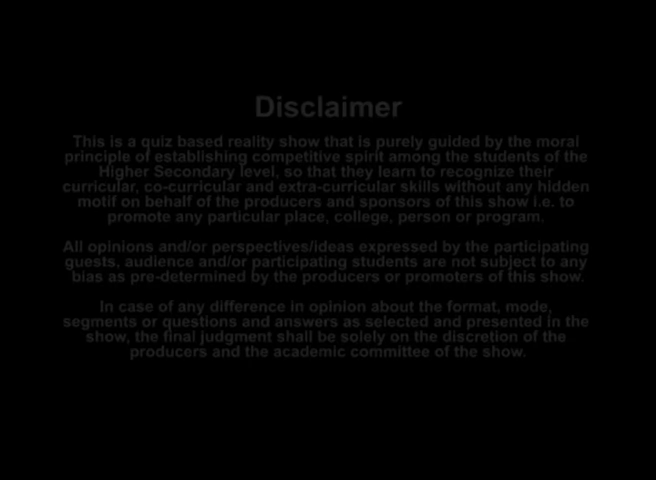 Disclaimer
This is a quiz based reality show that is purely guided by the moral
principle of establishing competitive spirit among the students of the
Higher Secondary level, so that they learn to recognize their
curricular, co-curricular and extra-curricular skills without any hidden
motif on behalf of the producers and sponsors of this show i.e. to
promote any particular place, college, person or program.
All opinions and/or perspectives/ideas expressed by the participating
guests, audience and/or participating students are not subject to any
bias as pre-determined by the producers or promoters of this show.
In case of any difference in opinion about the format, mode,
segments or questions and answers as selected and presented in the
show, the final judgment shall be solely on the discretion of the
producers and the academic committee of the show.